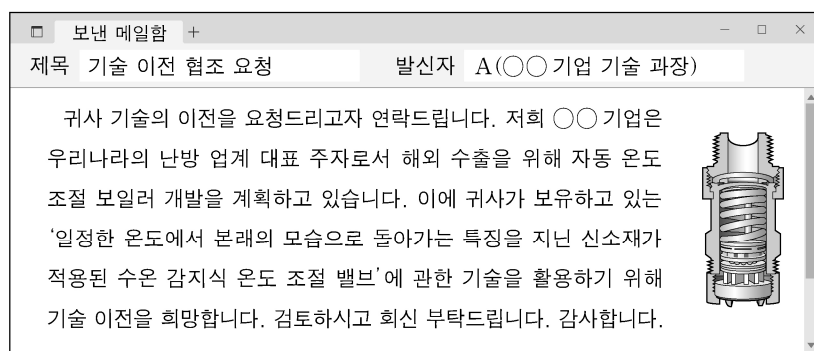 보낸 메일함 +
제목 기술 이전 협조 요청 발신자 A(○○기업 기술 과장)
귀사 기술의 이전을 요청드리고자 연락드립니다. 저희 ○○기업은
우리나라의 난방 업계 대표 주자로서 해외 수출을 위해 자동 온도
조절 보일러 개발을 계획하고 있습니다. 이에 귀사가 보유하고 있는
‘일정한 온도에서 본래의 모습으로 돌아가는 특징을 지닌 신소재가
적용된 수온 감지식 온도 조절 밸브’에 관한 기술을 활용하기 위해
기술 이전을 희망합니다. 검토하시고 회신 부탁드립니다. 감사합니다.